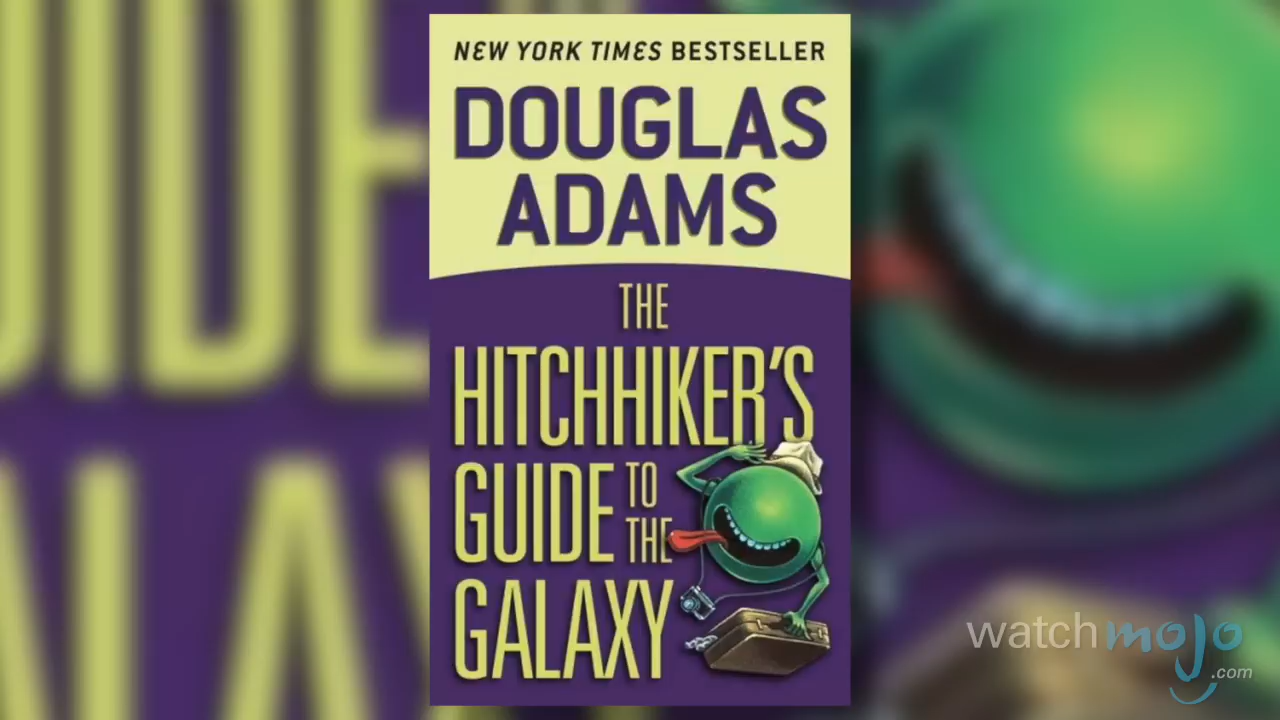 NEW YORK TIMES BESTSELLER
DOUGLAS
ADAMS
THE
HITCHHIKER'S
GUIDE TO THE
GALAXY
watchmojo
.com